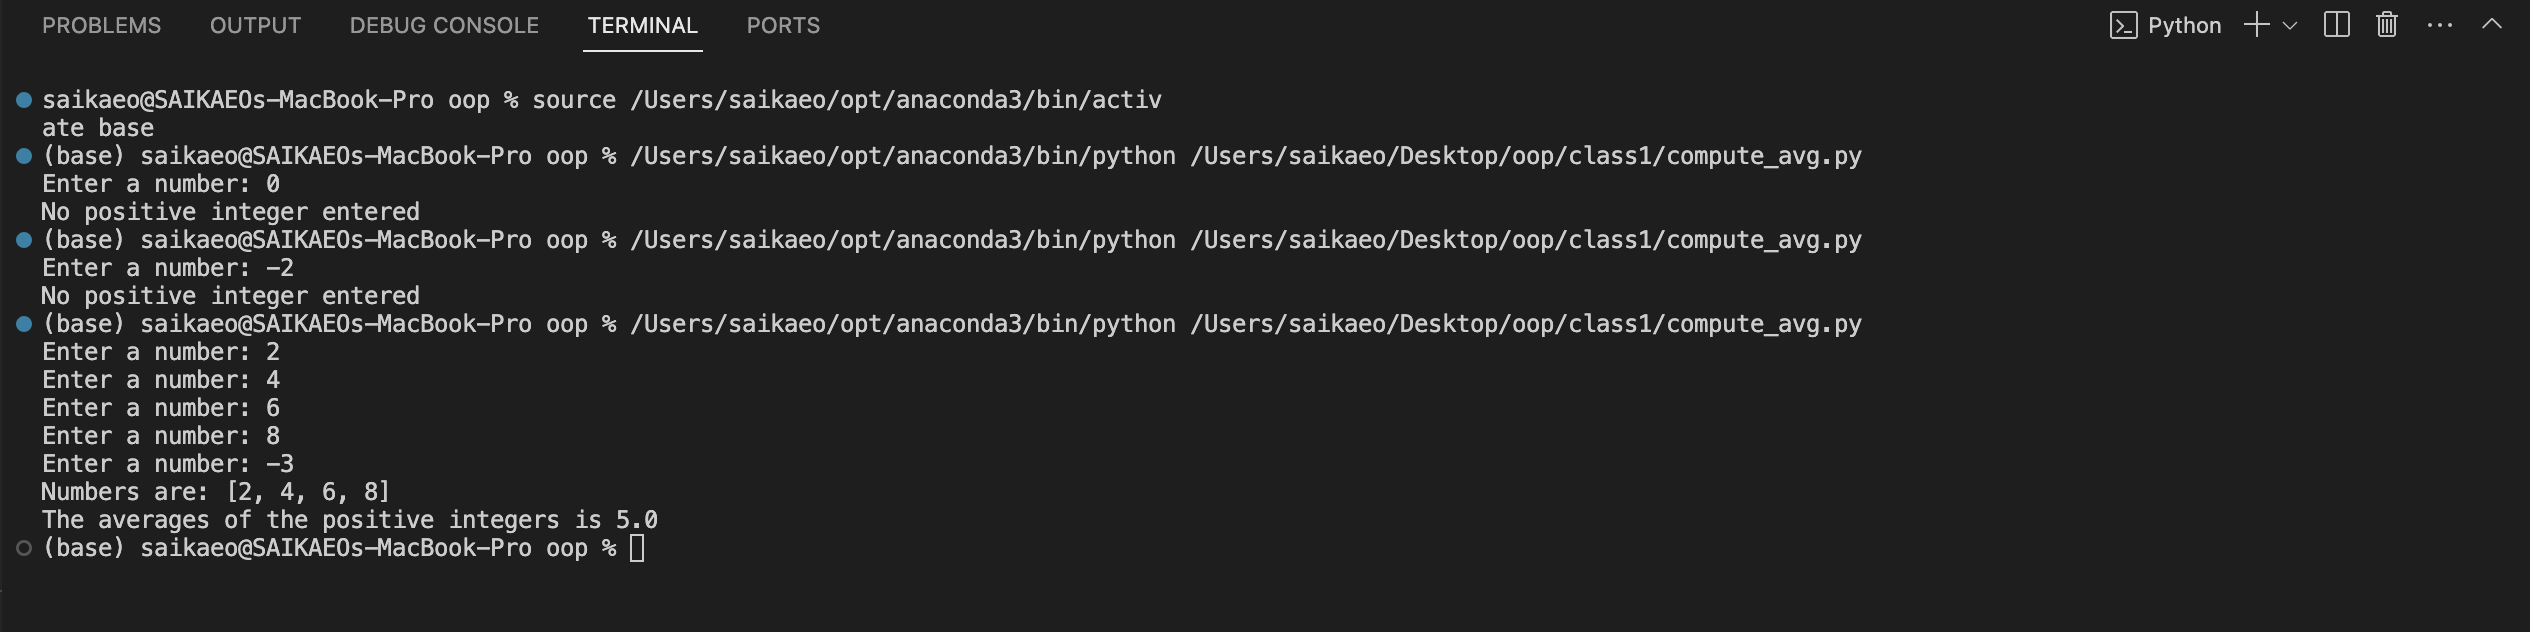 PROBLEMS OUTPUT DEBUG CONSOLE TERMINAL PORTS Python
saikaeo@SAIKAEOs-MacBook-Pro oop % source /Users/saikaeo/opt/anaconda3/bin/activ
ate base
(base) saikaeo@SAIKAEOs-MacBook-Pro oop % /Users/saikaeo/opt/anaconda3/bin/python /Users/saikaeo/Desktop/oop/class1/compute_avg.py
Enter a number: 0
No positive integer entered
(base) saikaeo@SAIKAEOs-MacBook-Pro oop % /Users/saikaeo/opt/anaconda3/bin/python /Users/saikaeo/Desktop/oop/class1/compute_avg.py
Enter a number: -2
No positive integer entered
(base) saikaeo@SAIKAEOs-MacBook-Pro oop % /Users/saikaeo/opt/anaconda3/bin/python /Users/saikaeo/Desktop/oop/class1/compute_avg.py
Enter a number: 2
Enter a number: 4
Enter a number: 6
Enter a number: 8
Enter a number: -3
Numbers are: [2, 4, 6, 8]
The averages of the positive integers is 5.0
(base) saikaeo@SAIKAEOs-MacBook-Pro oop %